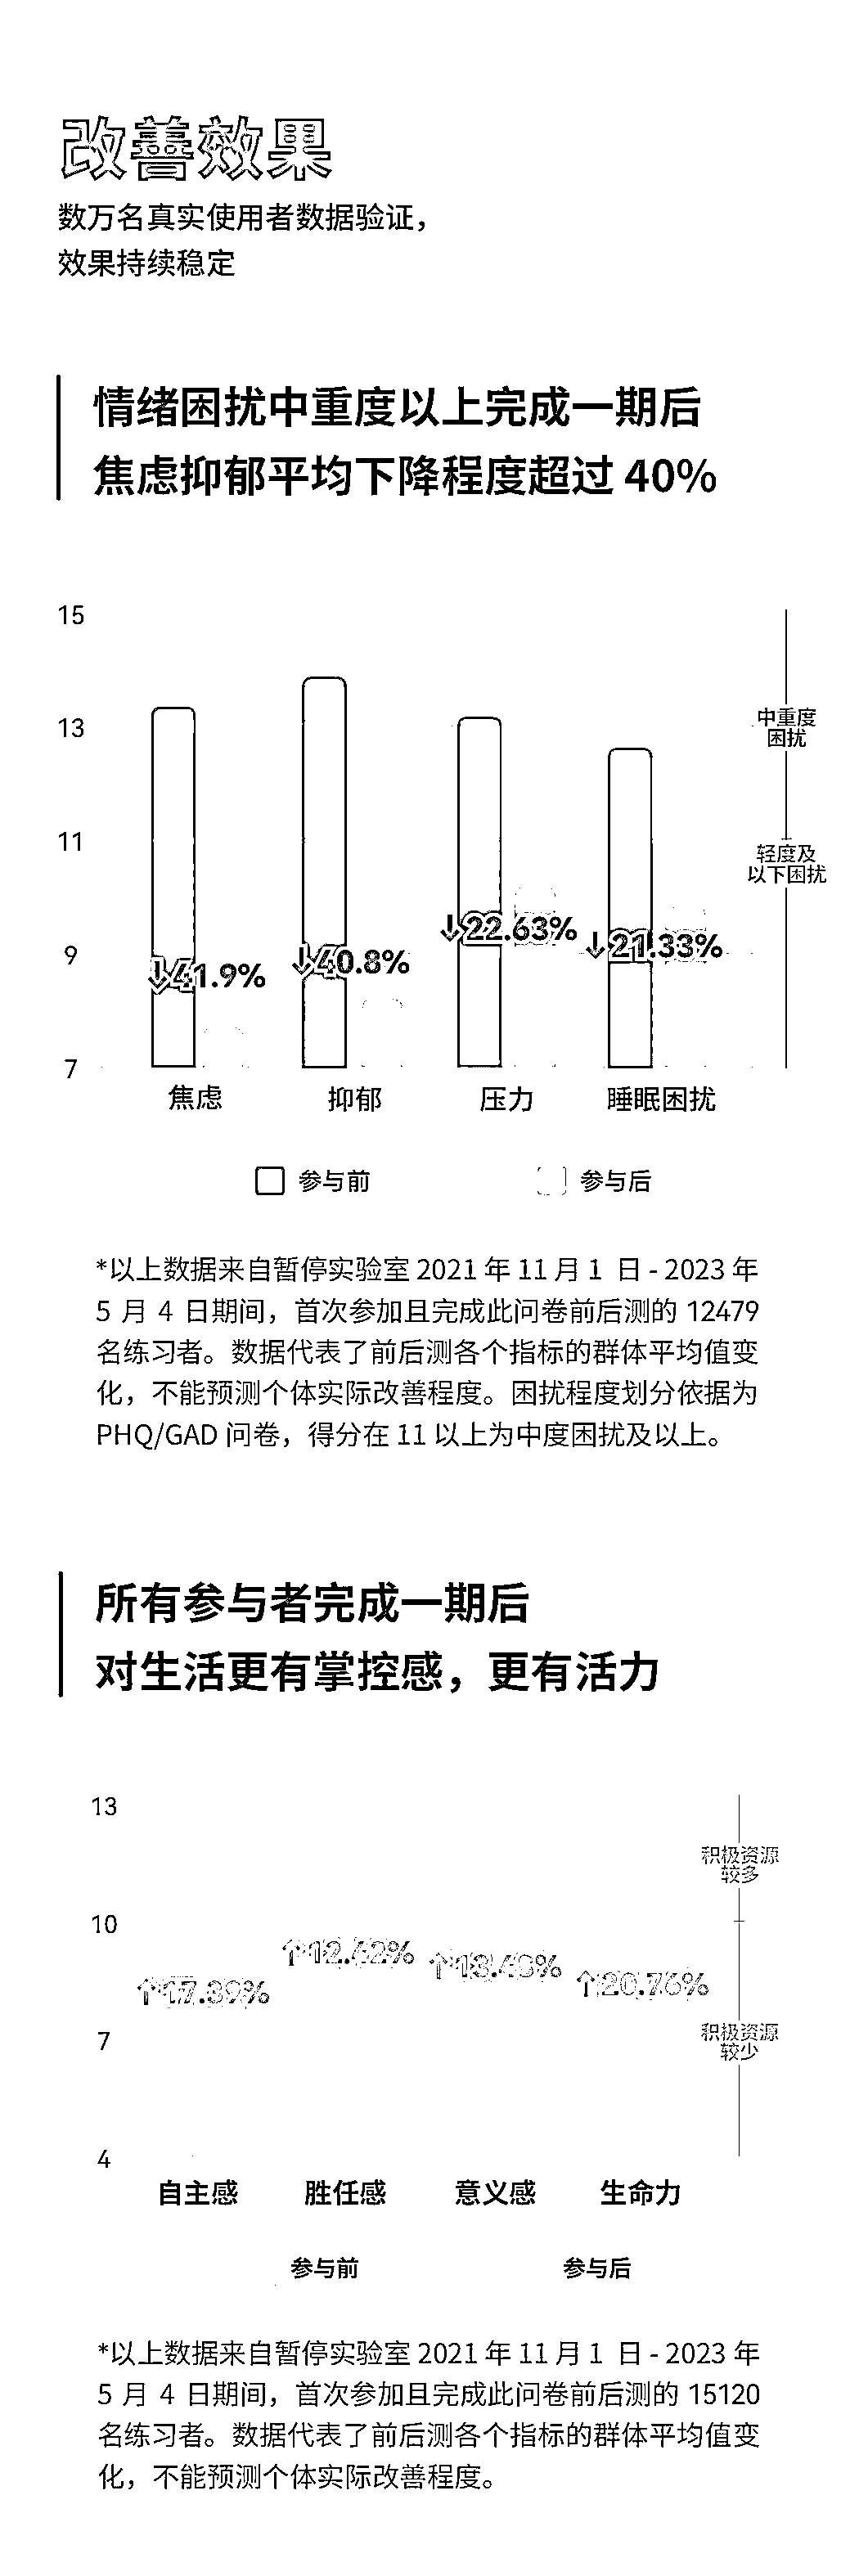 改善效果
数万名真实使用者数据验证，
效果持续稳定
情绪困扰中重度以上完成一期后
焦虑抑郁平均下降程度超过 40%
15
13
11
9
7
中重度
困扰
轻度及
以下困扰
↓41.9%
↓40.8%
↓22.63%
↓21.33%
焦虑
抑郁
压力
睡眠困扰
参与前
参与后
*以上数据来自暂停实验室 2021 年 11 月 1 日 - 2023 年
5 月 4 日期间，首次参加且完成此问卷前后测的 12479
名练习者。数据代表了前后测各个指标的群体平均值变
化，不能预测个体实际改善程度。困扰程度划分依据为
PHQ/GAD 问卷，得分在 11 以上为中度困扰及以上。
所有参与者完成一期后
对生活更有掌控感，更有活力
13
10
7
4
积极资源
较多
积极资源
较少
↑17.39%
↑12.42%
↑13.48%
↑20.76%
自主感
胜任感
意义感
生命力
参与前
参与后
*以上数据来自暂停实验室 2021 年 11 月 1 日 - 2023 年
5 月 4 日期间，首次参加且完成此问卷前后测的 15120
名练习者。数据代表了前后测各个指标的群体平均值变
化，不能预测个体实际改善程度。